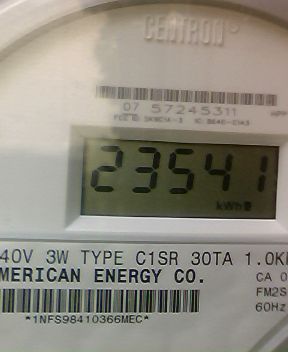 CENTRON®
07 57245311
23541
kWh
40V 3W TYPE C1SR 30TA 1.0K
MERICAN ENERGY CO.
CA 0
FM2S
60Hz
*1NFS98410366MEC*